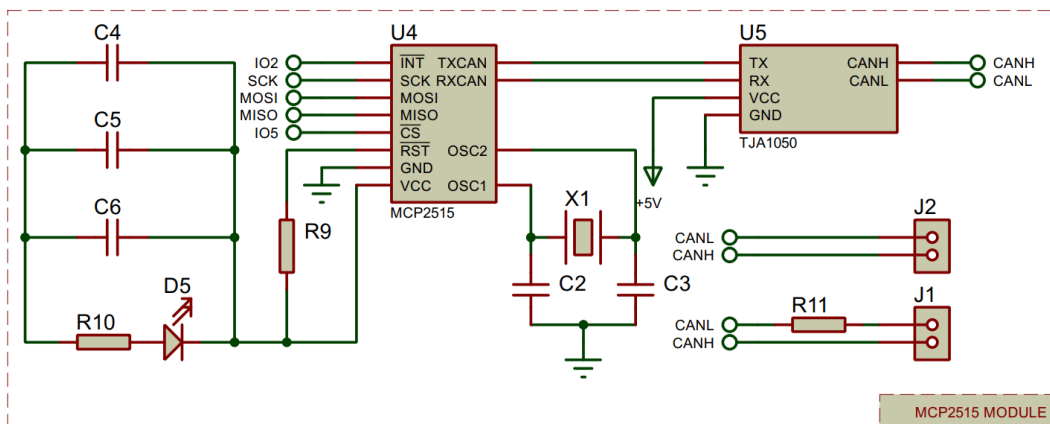 C4
C5
C6
R10
D5
R9
U4
IO2
SCK
MOSI
MISO
IO5
INT
SCK
MOSI
MISO
CS
RST
GND
VCC
TXCAN
RXCAN
OSC2
OSC1
MCP2515
X1
C2
C3
+5V
U5
TX
RX
VCC
GND
CANH
CANL
TJA1050
CANH
CANL
J2
CANL
CANH
R11
J1
CANL
CANH
MCP2515 MODULE